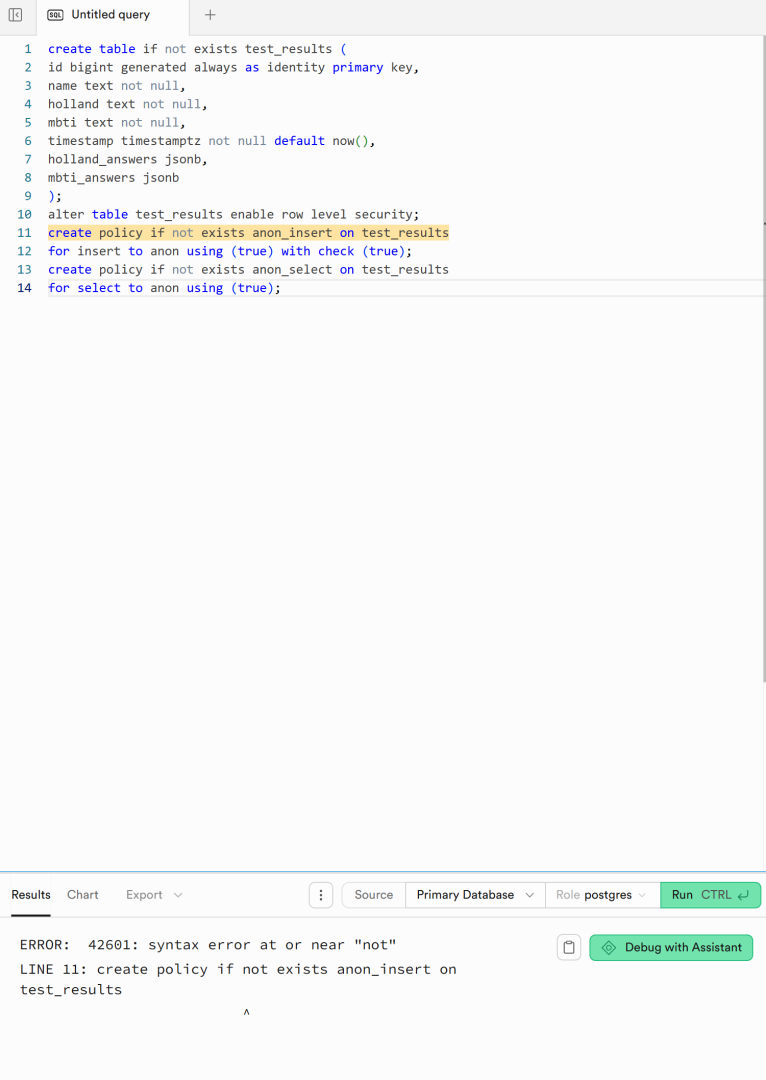 SQL Untitled query +
1 create table if not exists test_results (
2 id bigint generated always as identity primary key,
3 name text not null,
4 holland text not null,
5 mbti text not null,
6 timestamp timestamptz not null default now(),
7 holland_answers jsonb,
8 mbti_answers jsonb
9 );
10 alter table test_results enable row level security;
11 create policy if not exists anon_insert on test_results
12 for insert to anon using (true) with check (true);
13 create policy if not exists anon_select on test_results
14 for select to anon using (true);
Results Chart Export Source Primary Database Role postgres Run CTRL ↵
ERROR:  42601: syntax error at or near "not"
Debug with Assistant
LINE 11: create policy if not exists anon_insert on
test_results
^